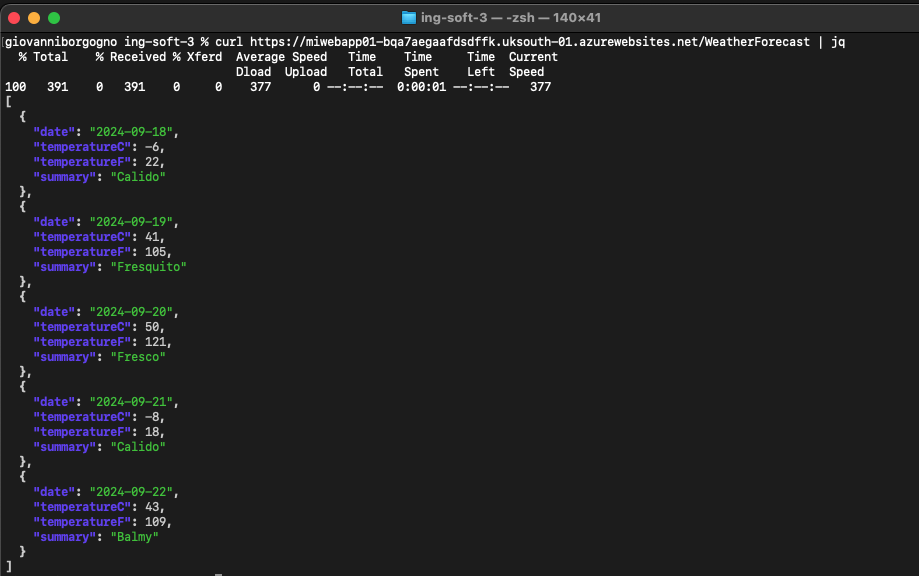 ing-soft-3 — -zsh — 140×41
giovanniborgogno ing-soft-3 % curl https://miwebapp01-bqa7aegaafdsdffk.uksouth-01.azurewebsites.net/WeatherForecast | jq
  % Total    % Received % Xferd  Average Speed   Time    Time     Time  Current
                                 Dload  Upload   Total   Spent    Left  Speed
100   391    0   391    0     0    377      0 --:--:--  0:00:01 --:--:--   377
[
  {
    "date": "2024-09-18",
    "temperatureC": -6,
    "temperatureF": 22,
    "summary": "Calido"
  },
  {
    "date": "2024-09-19",
    "temperatureC": 41,
    "temperatureF": 105,
    "summary": "Fresquito"
  },
  {
    "date": "2024-09-20",
    "temperatureC": 50,
    "temperatureF": 121,
    "summary": "Fresco"
  },
  {
    "date": "2024-09-21",
    "temperatureC": -8,
    "temperatureF": 18,
    "summary": "Calido"
  },
  {
    "date": "2024-09-22",
    "temperatureC": 43,
    "temperatureF": 109,
    "summary": "Balmy"
  }
]